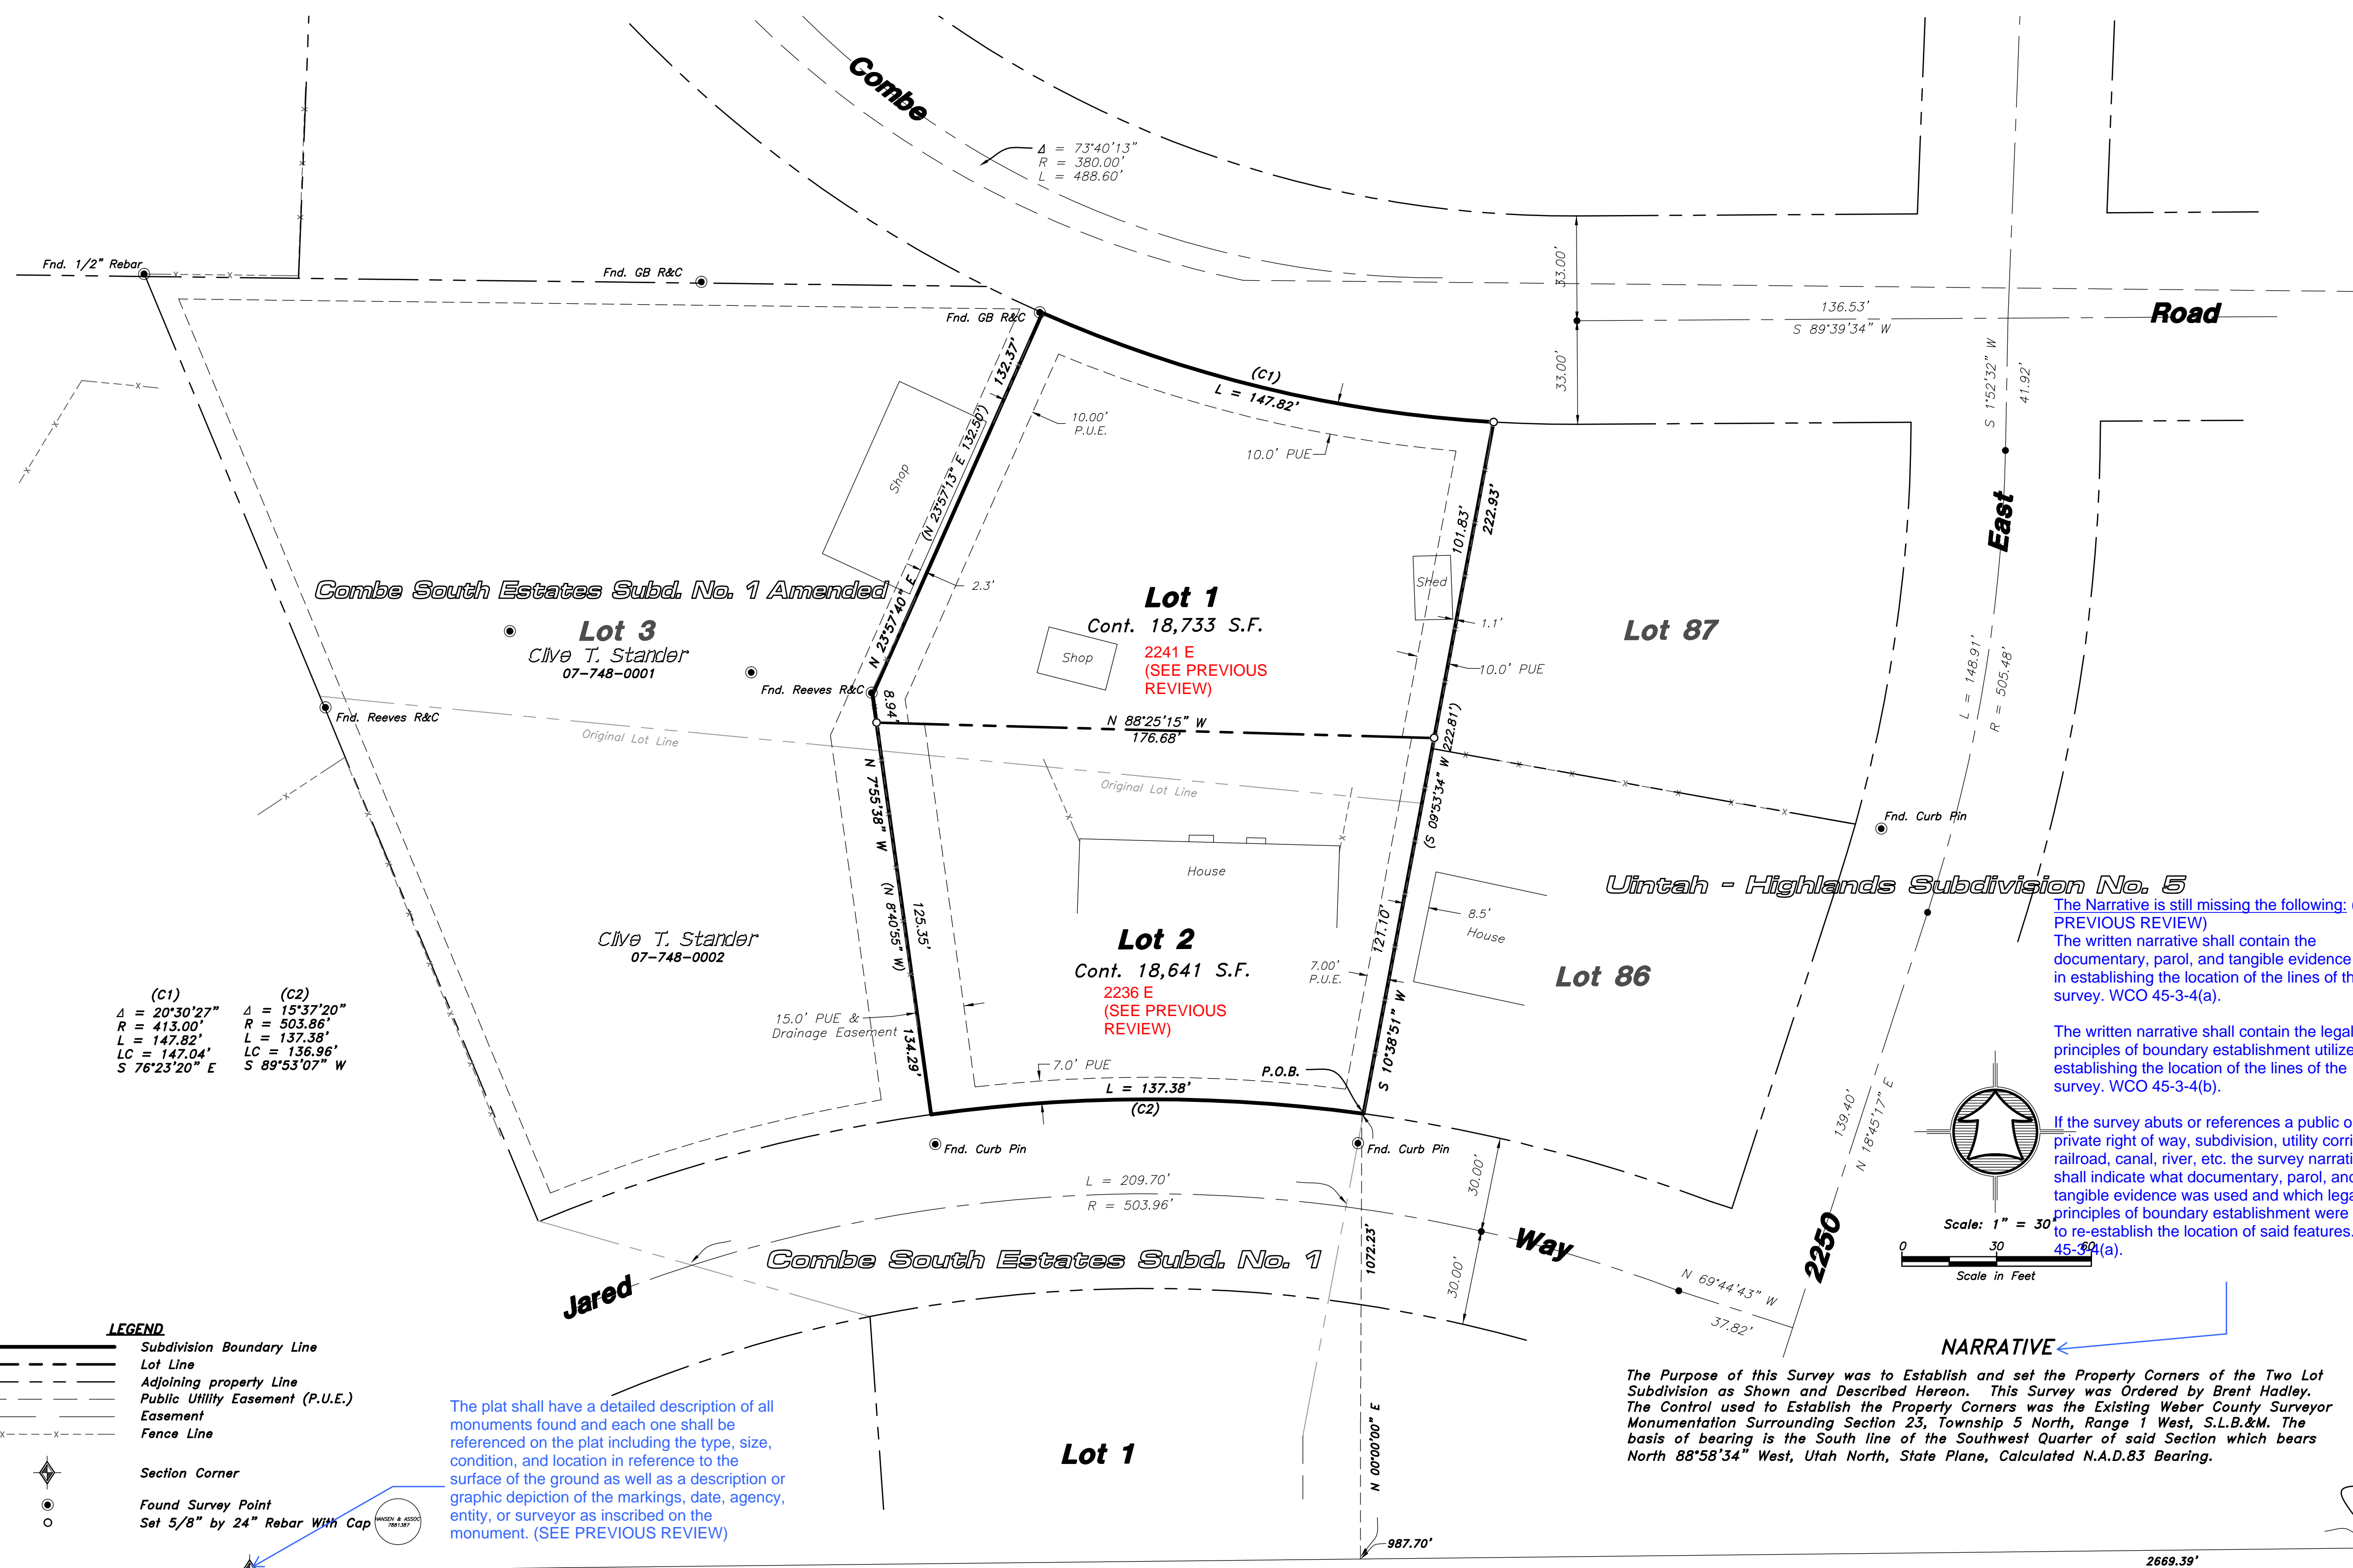 Combe
Δ = 73°40'13"
R = 380.00'
L = 488.60'
Fnd. 1/2" Rebar
Fnd. GB R&C
Fnd. GB R&C
33.00'
33.00'
136.53'
S 89°39'34" W
Road
S 1°52'32" W
41.92'
East
132.37'
(N 23°57'13" E 132.50')
N 23°57'40" E
10.00'
P.U.E.
(C1)
L = 147.82'
10.0' PUE
Shop
2.3'
101.83'
222.93'
Shed
1.1'
10.0' PUE
Combe South Estates Subd. No. 1 Amended
Lot 3
Clive T. Stander
07-748-0001
Lot 1
Cont. 18,733 S.F.
2241 E
(SEE PREVIOUS
REVIEW)
Shop
Lot 87
L = 148.91'
R = 505.48'
Fnd. Reeves R&C
Fnd. Reeves R&C
8.94'
N 88°25'15" W
176.68'
Original Lot Line
Original Lot Line
(S 09°53'34" W 222.81')
N 7°55'38" W
(N 8°40'55" W)
125.35'
134.29'
House
Fnd. Curb Pin
Uintah - Highlands Subdivision No. 5
8.5'
House
Lot 86
Clive T. Stander
07-748-0002
Lot 2
Cont. 18,641 S.F.
2236 E
(SEE PREVIOUS
REVIEW)
121.10'
7.00'
P.U.E.
S 10°38'51" W
15.0' PUE &
Drainage Easement
7.0' PUE
L = 137.38'
(C2)
P.O.B.
(C1)
Δ = 20°30'27"
R = 413.00'
L = 147.82'
LC = 147.04'
S 76°23'20" E
(C2)
Δ = 15°37'20"
R = 503.86'
L = 137.38'
LC = 136.96'
S 89°53'07" W
The Narrative is still missing the following: (
PREVIOUS REVIEW)
The written narrative shall contain the
documentary, parol, and tangible evidence
in establishing the location of the lines of th
survey. WCO 45-3-4(a).
The written narrative shall contain the legal
principles of boundary establishment utilize
establishing the location of the lines of the
survey. WCO 45-3-4(b).
If the survey abuts or references a public o
private right of way, subdivision, utility corri
railroad, canal, river, etc. the survey narrati
shall indicate what documentary, parol, and
tangible evidence was used and which lega
principles of boundary establishment were
to re-establish the location of said features.
45-3-4(a).
Fnd. Curb Pin
Fnd. Curb Pin
L = 209.70'
R = 503.96'
30.00'
30.00'
1072.23'
139.40'
N 18°45'17" E
2250
Scale: 1" = 30'
0 30 60
Scale in Feet
Combe South Estates Subd. No. 1
Jared
Way
N 69°44'43" W
37.82'
LEGEND
Subdivision Boundary Line
Lot Line
Adjoining property Line
Public Utility Easement (P.U.E.)
Easement
Fence Line
Section Corner
Found Survey Point
Set 5/8" by 24" Rebar With Cap
HANSEN & ASSOC.
7881387
The plat shall have a detailed description of all
monuments found and each one shall be
referenced on the plat including the type, size,
condition, and location in reference to the
surface of the ground as well as a description or
graphic depiction of the markings, date, agency,
entity, or surveyor as inscribed on the
monument. (SEE PREVIOUS REVIEW)
Lot 1
N 00°00'00" E
987.70'
2669.39'
NARRATIVE
The Purpose of this Survey was to Establish and set the Property Corners of the Two Lot
Subdivision as Shown and Described Hereon. This Survey was Ordered by Brent Hadley.
The Control used to Establish the Property Corners was the Existing Weber County Surveyor
Monumentation Surrounding Section 23, Township 5 North, Range 1 West, S.L.B.&M. The
basis of bearing is the South line of the Southwest Quarter of said Section which bears
North 88°58'34" West, Utah North, State Plane, Calculated N.A.D.83 Bearing.